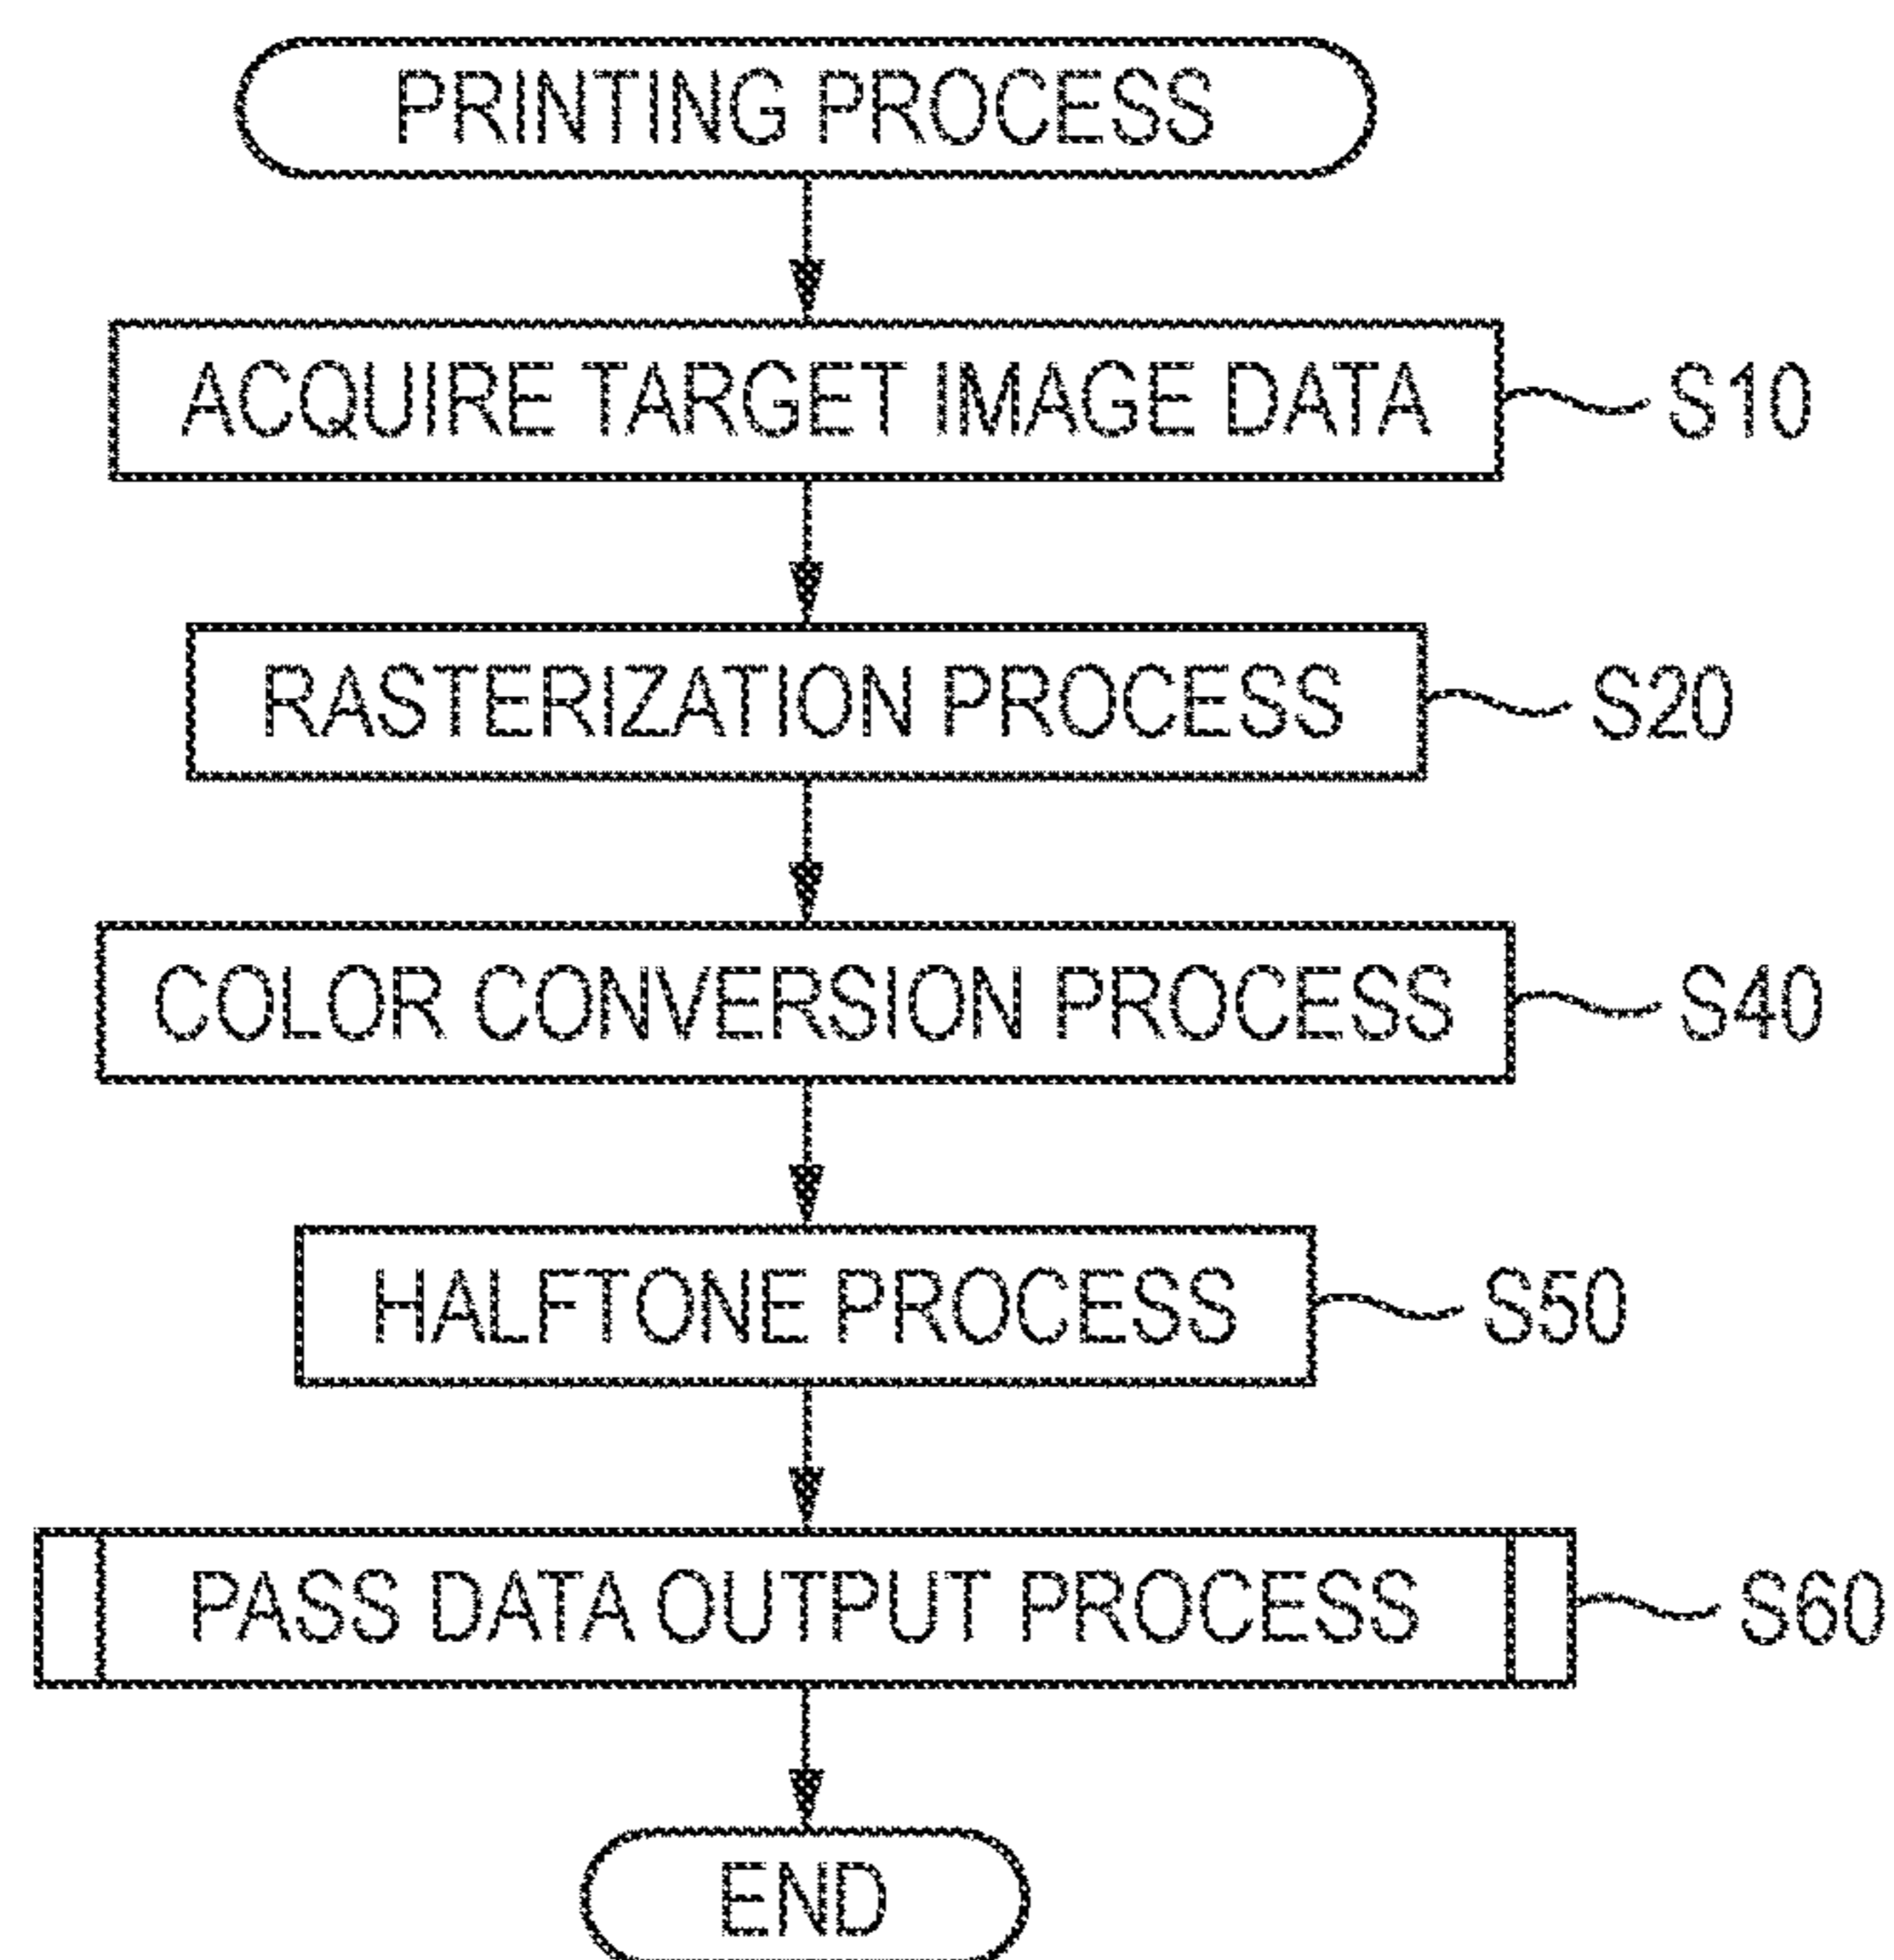 PRINTING PROCESS
ACQUIRE TARGET IMAGE DATA
S10
RASTERIZATION PROCESS
S20
COLOR CONVERSION PROCESS
S40
HALFTONE PROCESS
S50
PASS DATA OUTPUT PROCESS
S60
END